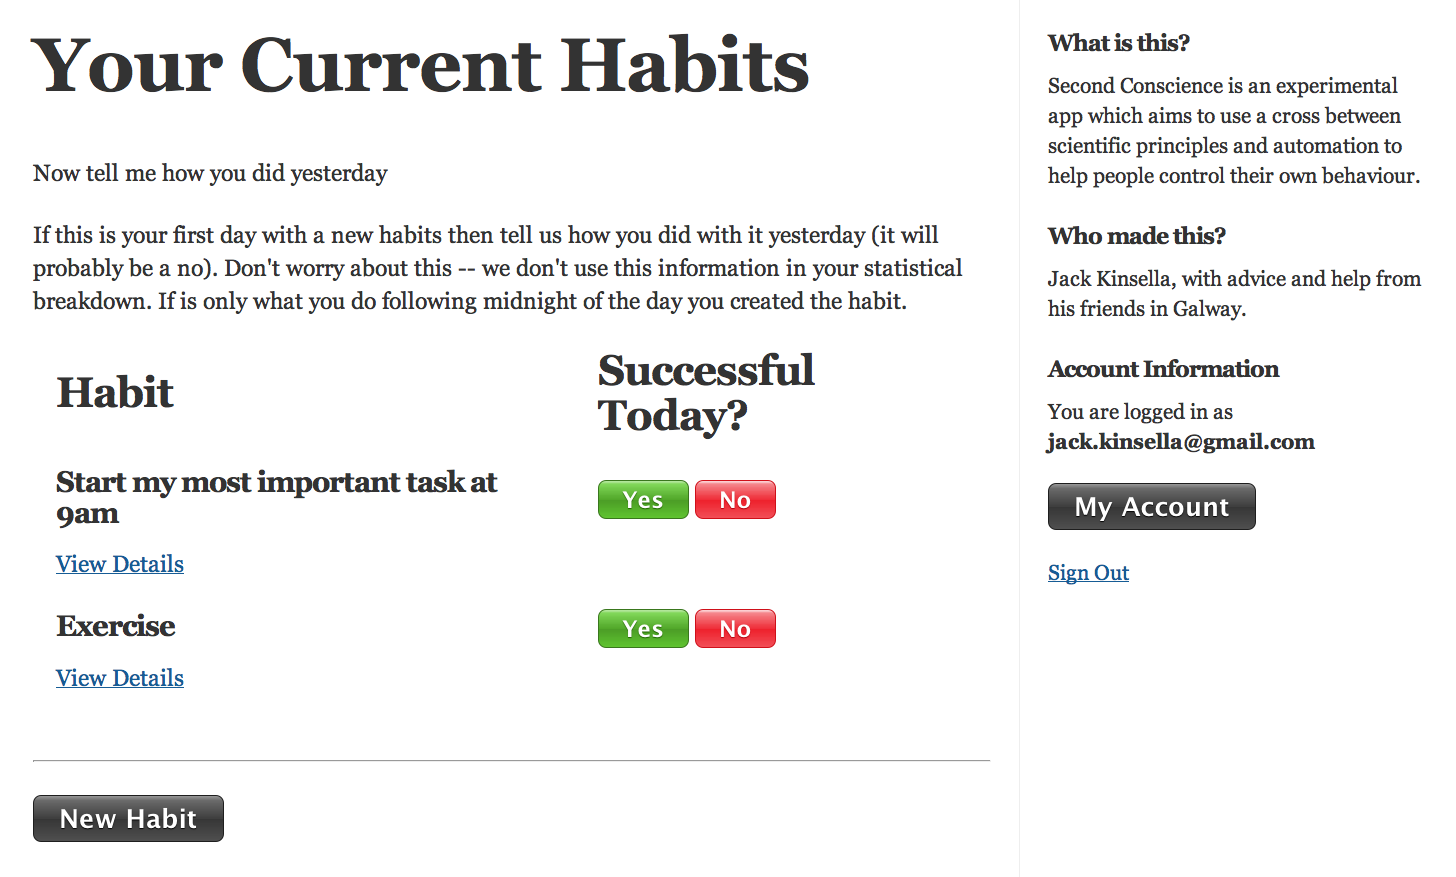 Your Current Habits
Now tell me how you did yesterday
If this is your first day with a new habits then tell us how you did with it yesterday (it will
probably be a no). Don't worry about this -- we don't use this information in your statistical
breakdown. If is only what you do following midnight of the day you created the habit.
Habit
Successful
Today?
Start my most important task at
9am
Yes No
View Details
Exercise
Yes No
View Details
New Habit
What is this?
Second Conscience is an experimental
app which aims to use a cross between
scientific principles and automation to
help people control their own behaviour.
Who made this?
Jack Kinsella, with advice and help from
his friends in Galway.
Account Information
You are logged in as
jack.kinsella@gmail.com
My Account
Sign Out